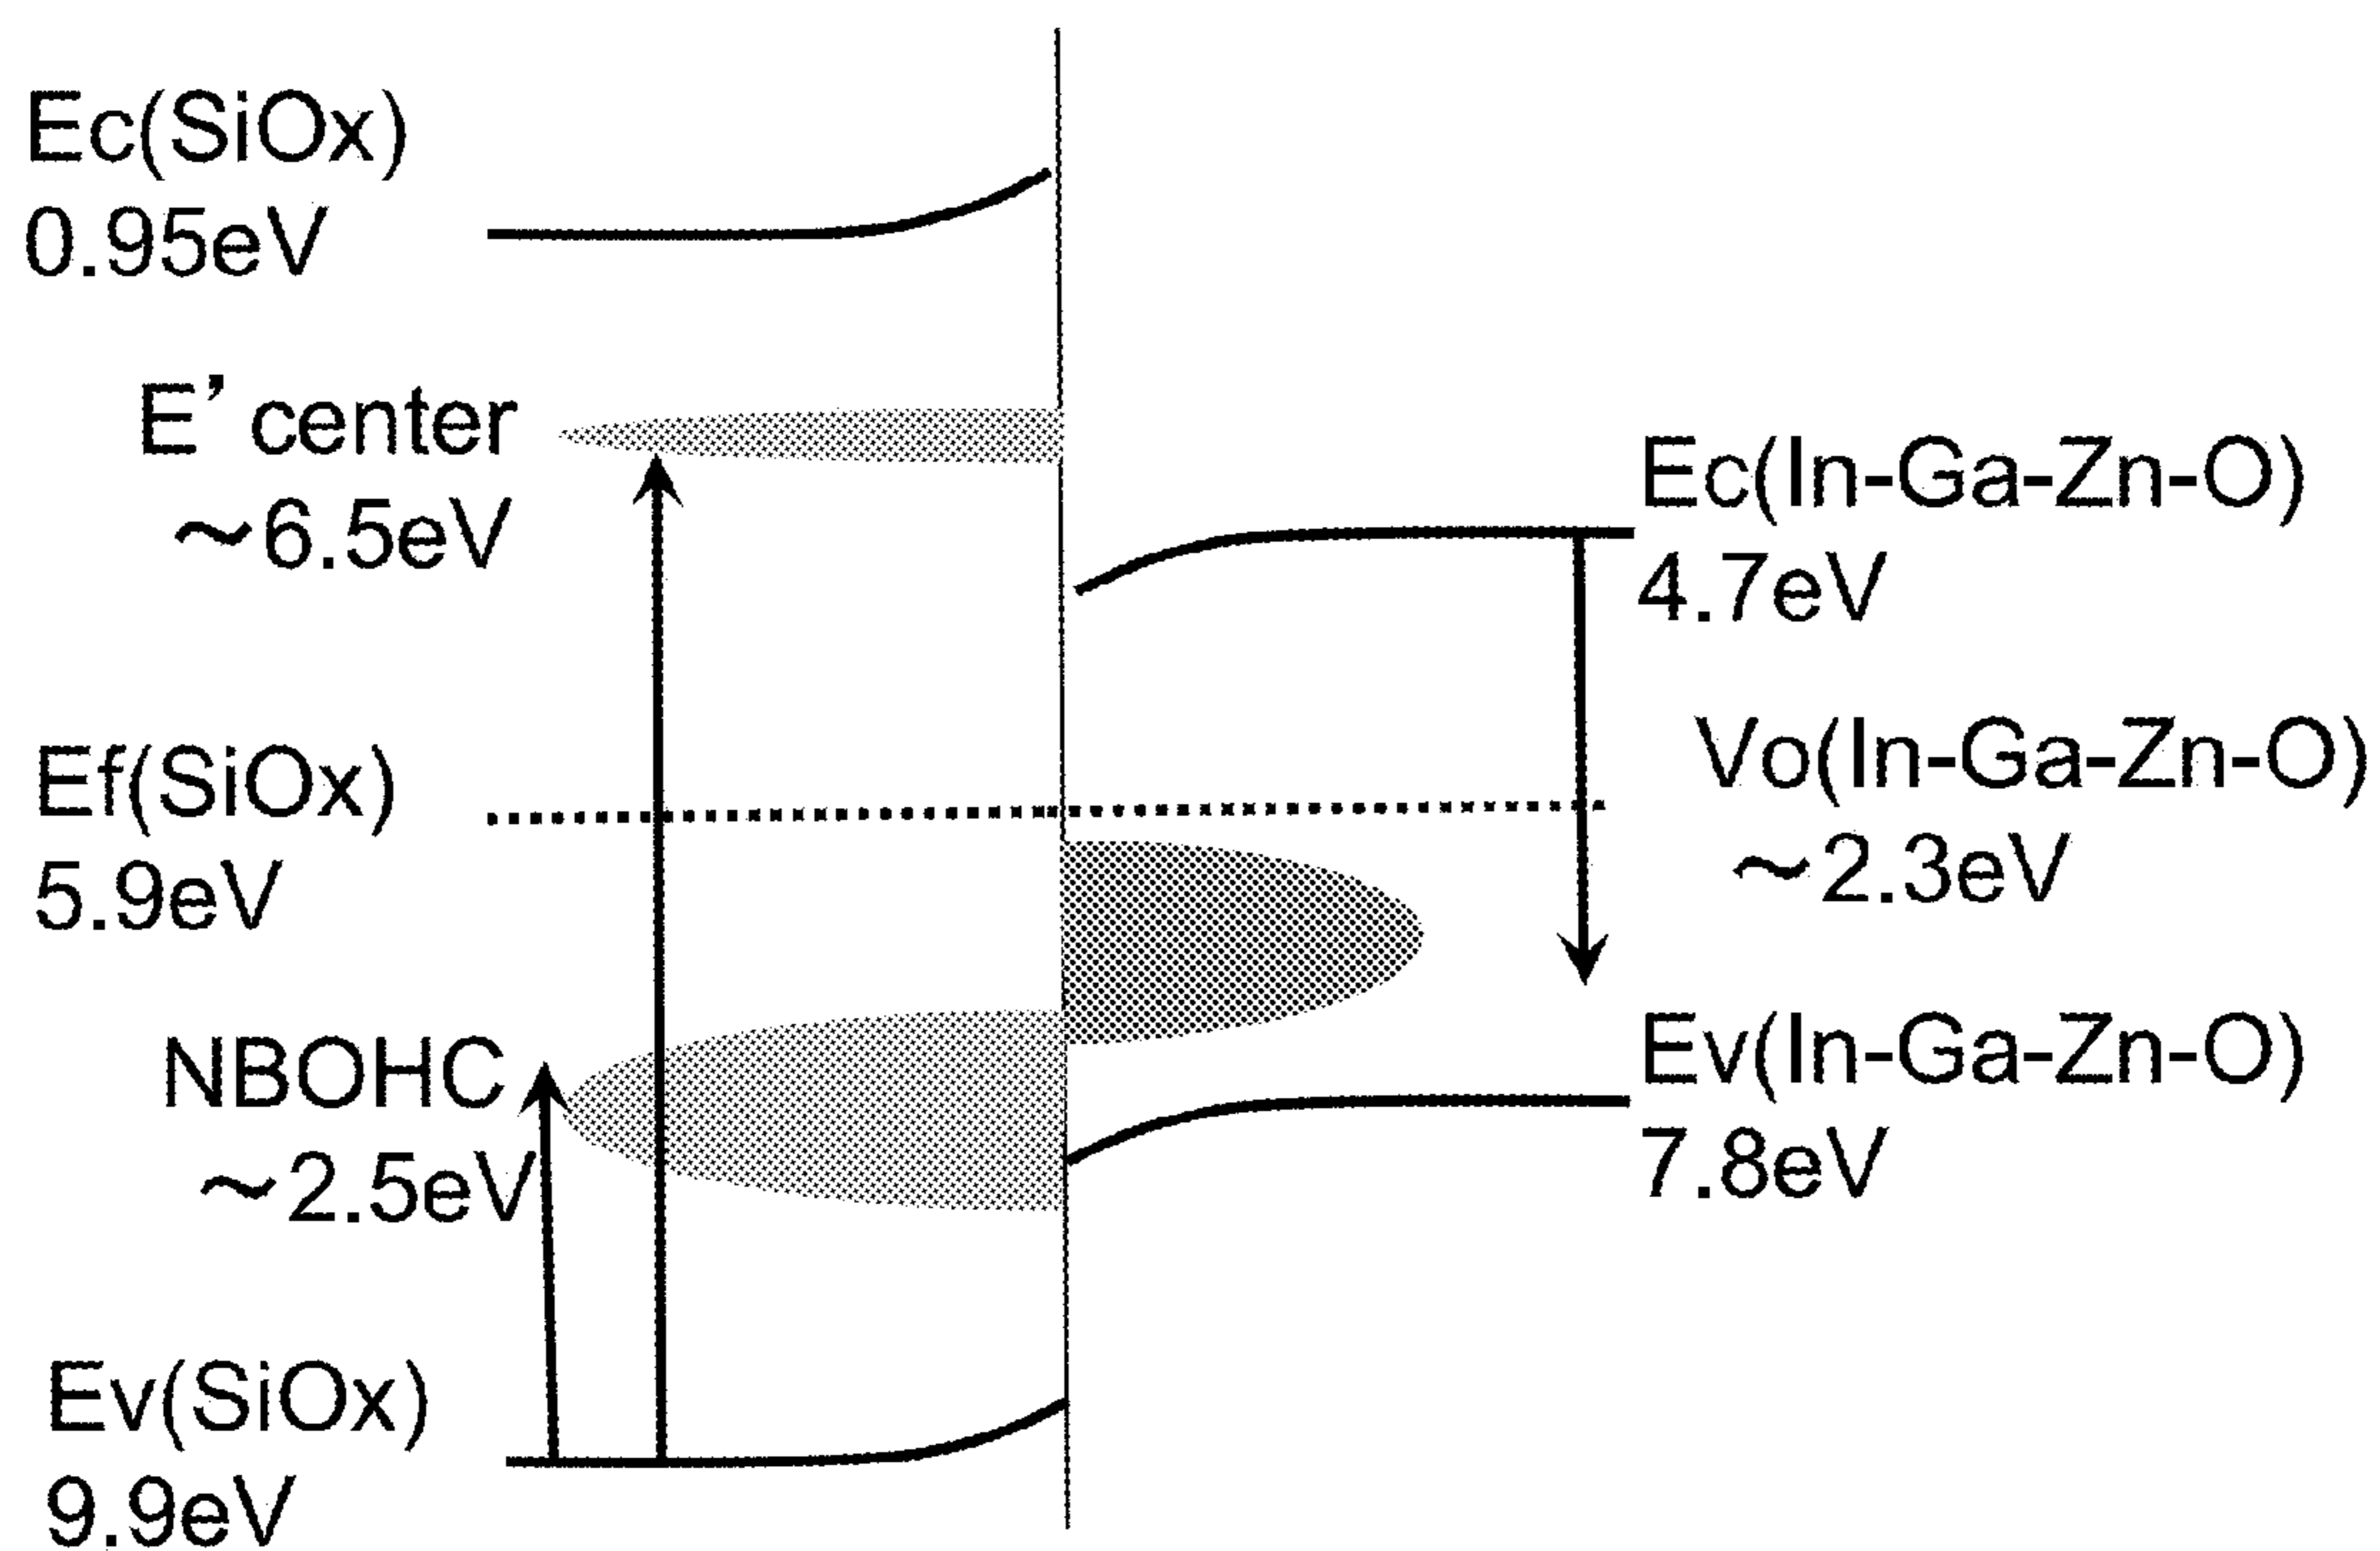 Ec(SiOx)
0.95eV
E’ center
～6.5eV
Ec(In-Ga-Zn-O)
4.7eV
Ef(SiOx)
5.9eV
Vo(In-Ga-Zn-O)
～2.3eV
NBOHC
～2.5eV
Ev(In-Ga-Zn-O)
7.8eV
Ev(SiOx)
9.9eV